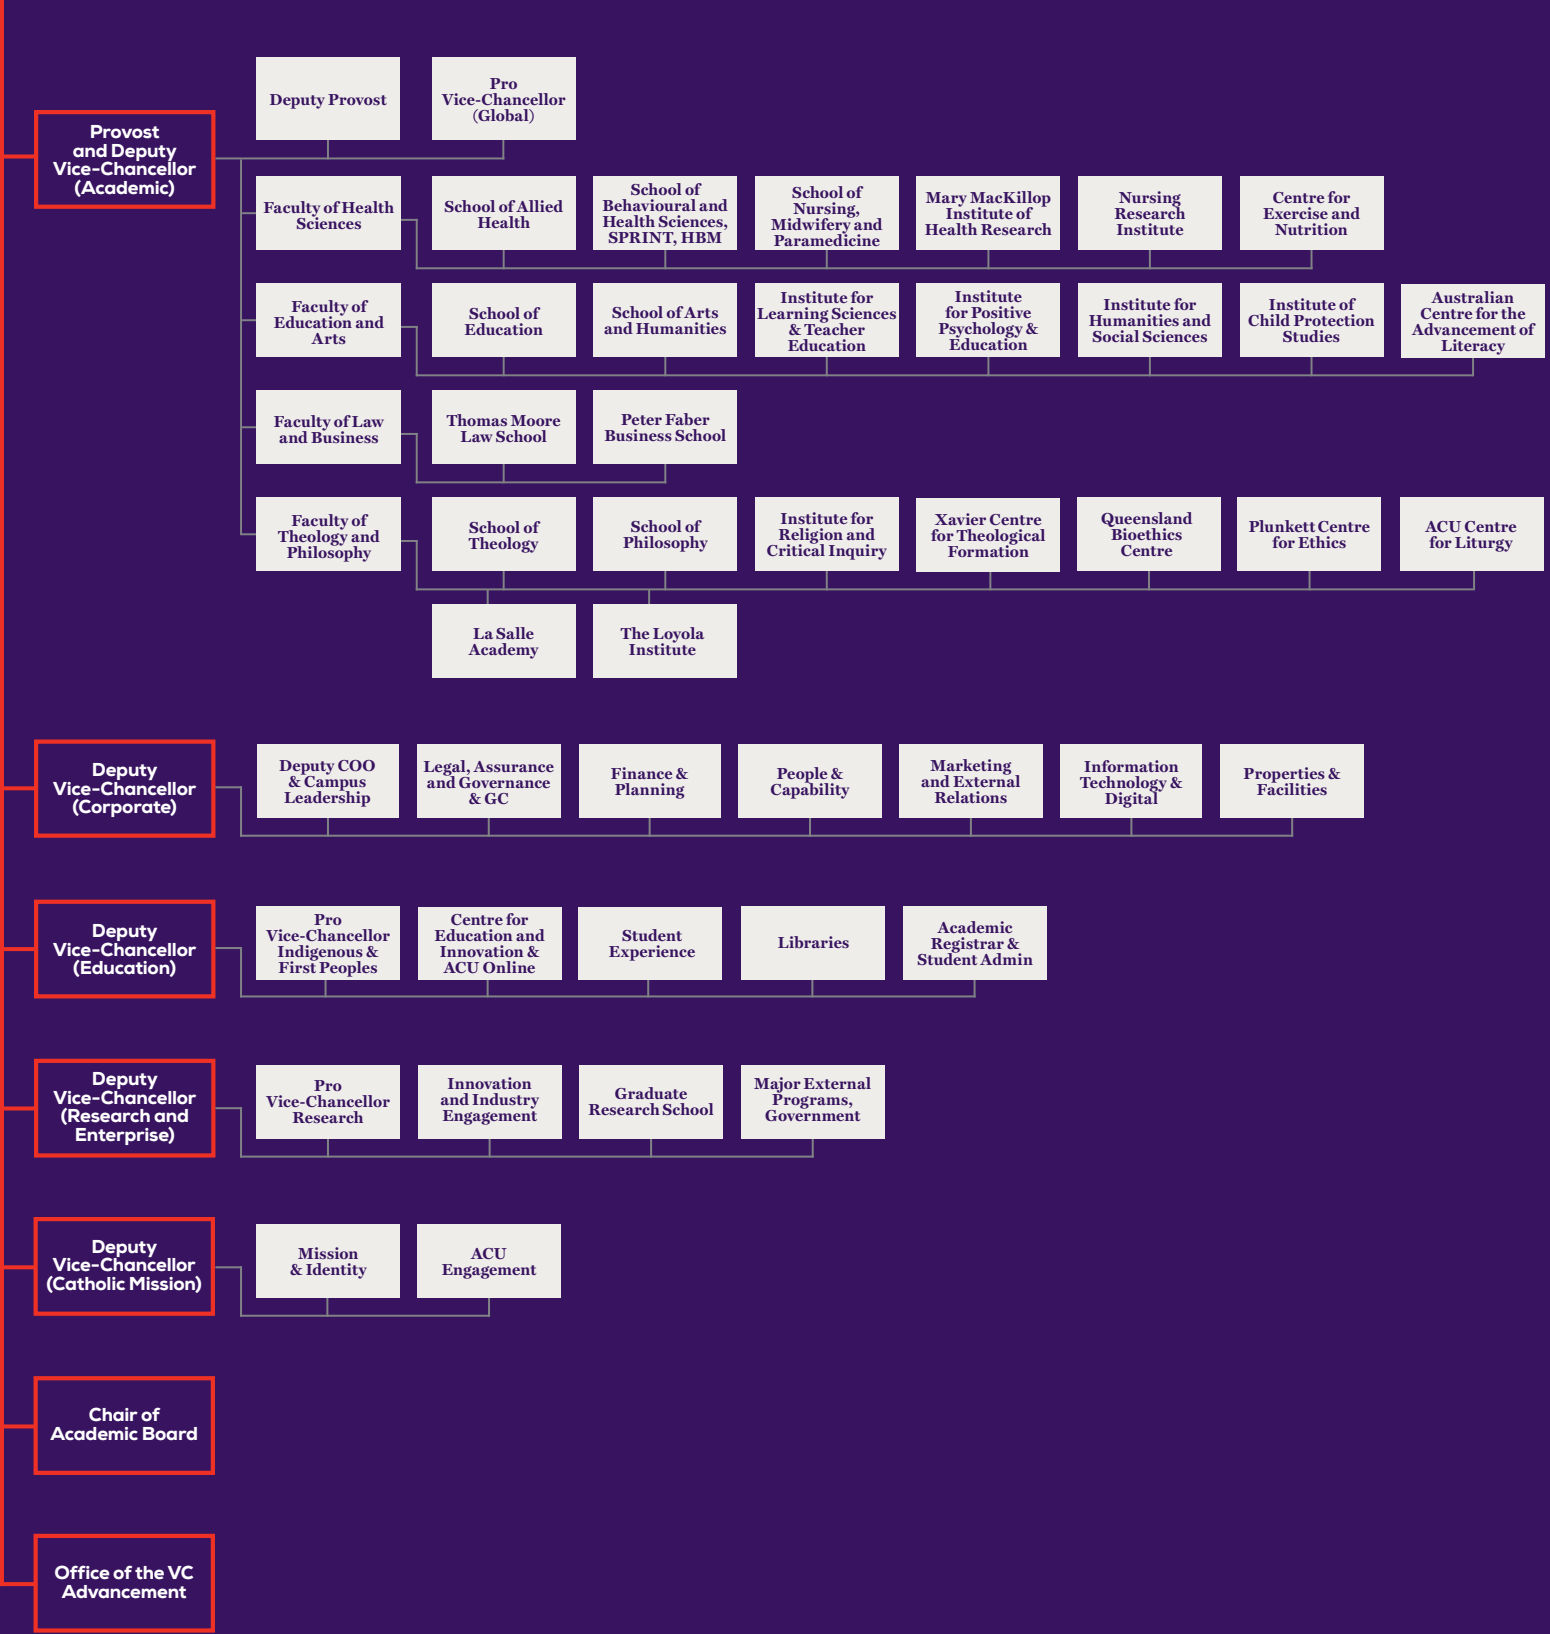 Provost
and Deputy
Vice-Chancellor
(Academic)
Deputy Provost
Pro
Vice-Chancellor
(Global)
Faculty of Health
Sciences
School of Allied
Health
School of
Behavioural and
Health Sciences,
SPRINT, HBM
School of
Nursing,
Midwifery and
Paramedicine
Mary MacKillop
Institute of
Health Research
Nursing
Research
Institute
Centre for
Exercise and
Nutrition
Faculty of
Education and
Arts
School of
Education
School of Arts
and Humanities
Institute for
Learning Sciences
& Teacher
Education
Institute
for Positive
Psychology &
Education
Institute for
Humanities and
Social Sciences
Institute of
Child Protection
Studies
Australian
Centre for the
Advancement of
Literacy
Faculty of Law
and Business
Thomas Moore
Law School
Peter Faber
Business School
Faculty of
Theology and
Philosophy
School of
Theology
School of
Philosophy
Institute for
Religion and
Critical Inquiry
Xavier Centre
for Theological
Formation
Queensland
Bioethics
Centre
Plunkett Centre
for Ethics
ACU Centre
for Liturgy
La Salle
Academy
The Loyola
Institute
Deputy
Vice-Chancellor
(Corporate)
Deputy COO
& Campus
Leadership
Legal, Assurance
and Governance
& GC
Finance &
Planning
People &
Capability
Marketing
and External
Relations
Information
Technology &
Digital
Properties &
Facilities
Deputy
Vice-Chancellor
(Education)
Pro
Vice-Chancellor
Indigenous &
First Peoples
Centre for
Education and
Innovation &
ACU Online
Student
Experience
Libraries
Academic
Registrar &
Student Admin
Deputy
Vice-Chancellor
(Research and
Enterprise)
Pro
Vice-Chancellor
Research
Innovation
and Industry
Engagement
Graduate
Research School
Major External
Programs,
Government
Deputy
Vice-Chancellor
(Catholic Mission)
Mission
& Identity
ACU
Engagement
Chair of
Academic Board
Office of the VC
Advancement